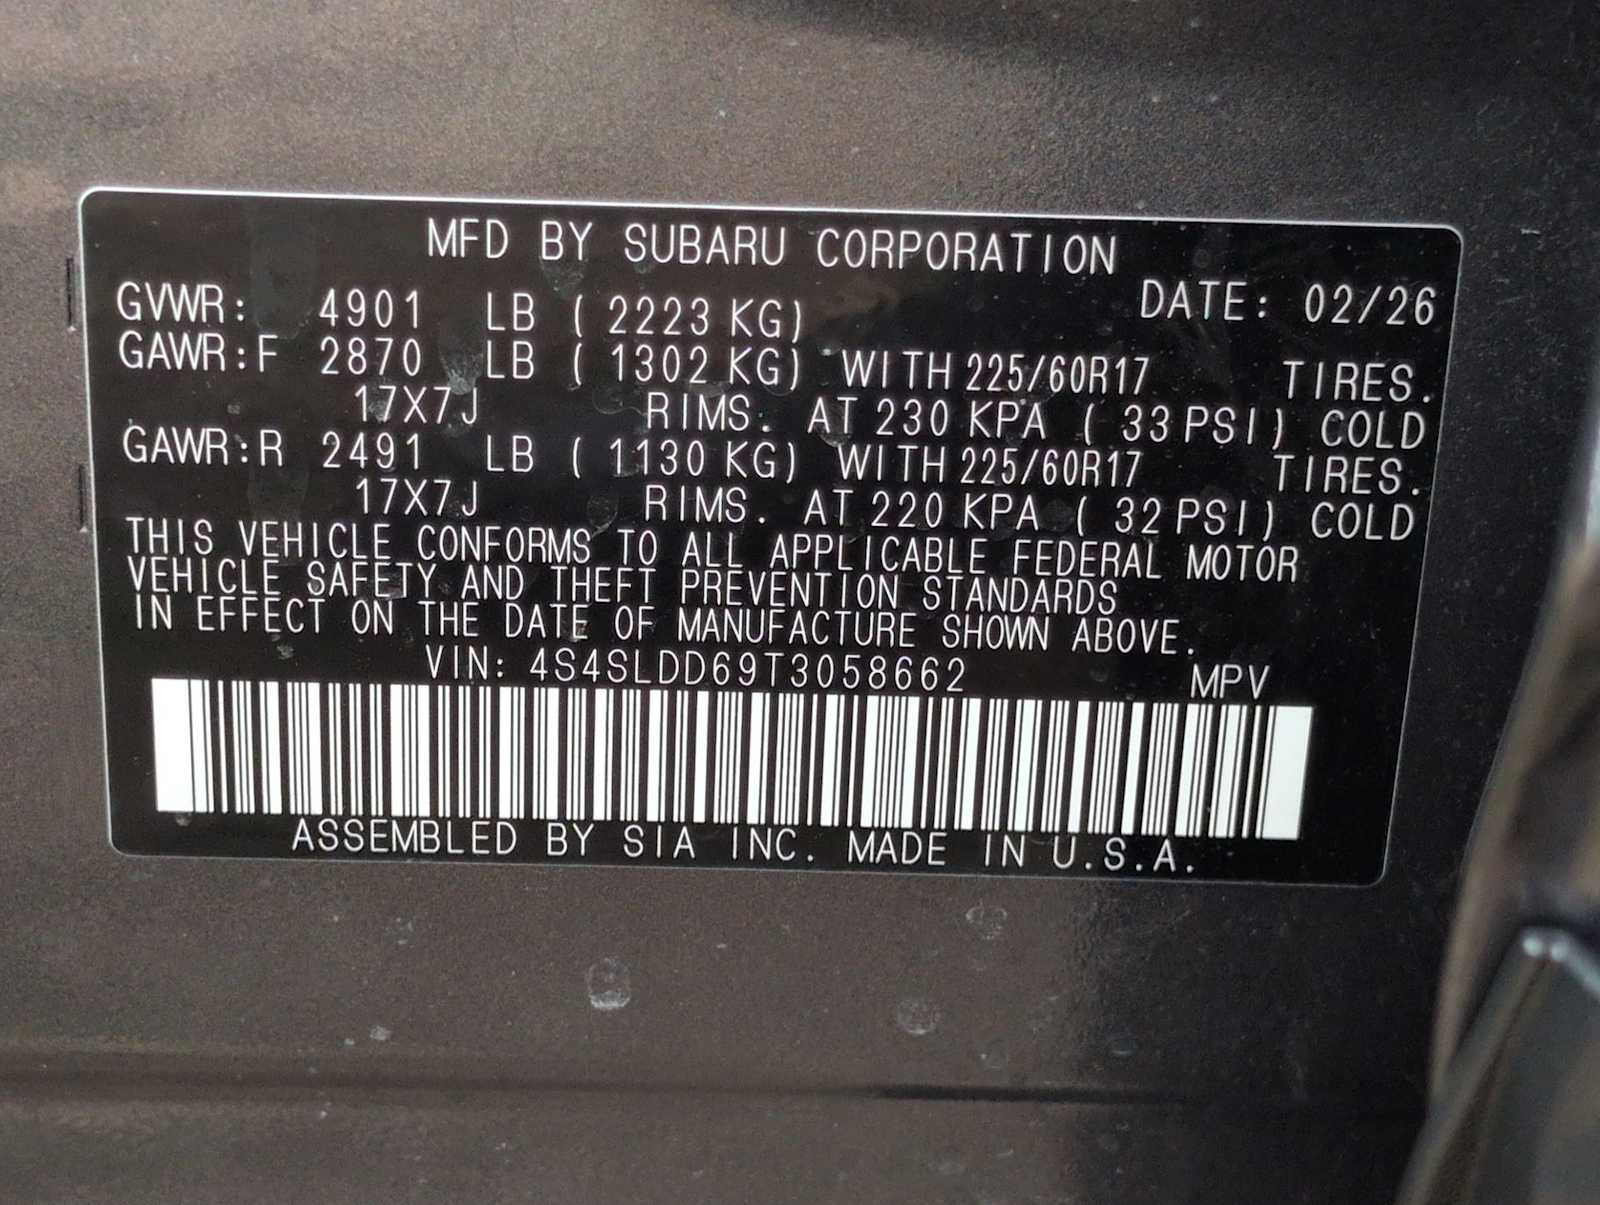 MFD BY SUBARU CORPORATION
GVWR: 4901 LB ( 2223 KG) DATE: 02/26
GAWR:F 2870 LB ( 1302 KG) WITH 225/60R17 TIRES.
17X7J RIMS. AT 230 KPA ( 33 PSI) COLD
GAWR:R 2491 LB ( 1130 KG) WITH 225/60R17 TIRES.
17X7J RIMS. AT 220 KPA ( 32 PSI) COLD
THIS VEHICLE CONFORMS TO ALL APPLICABLE FEDERAL MOTOR
VEHICLE SAFETY AND THEFT PREVENTION STANDARDS
IN EFFECT ON THE DATE OF MANUFACTURE SHOWN ABOVE.
VIN: 4S4SLDD69T3058662 MPV
ASSEMBLED BY SIA INC. MADE IN U.S.A.